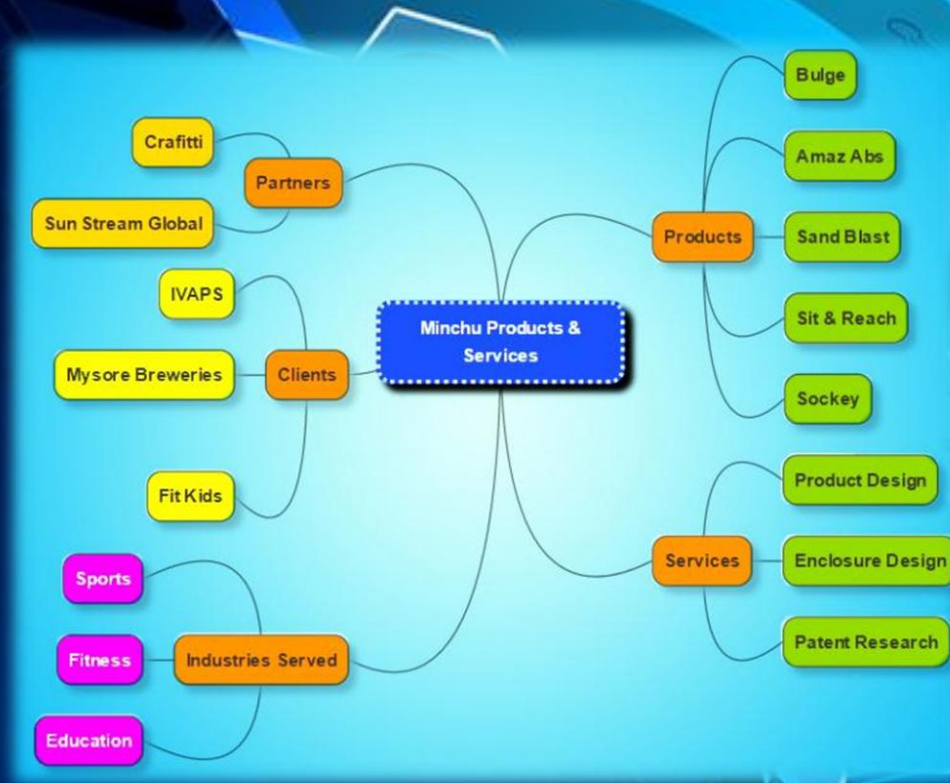 Minchu Products &
Services
Partners
Crafitti
Sun Stream Global
Clients
IVAPS
Mysore Breweries
Fit Kids
Industries Served
Sports
Fitness
Education
Products
Bulge
Amaz Abs
Sand Blast
Sit & Reach
Sockey
Services
Product Design
Enclosure Design
Patent Research